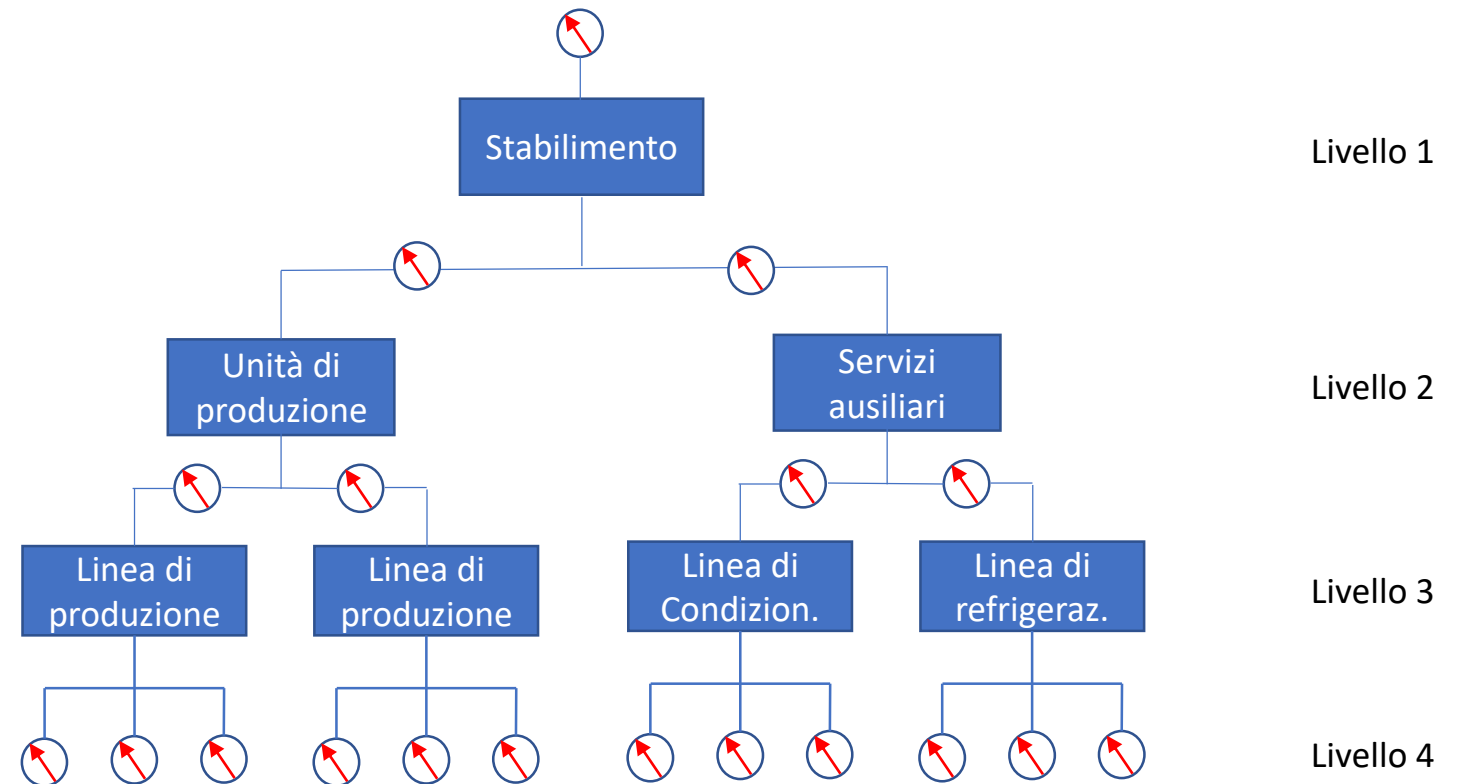 Stabilimento
Livello 1
Unità di
produzione
Servizi
ausiliari
Livello 2
Linea di
produzione
Linea di
produzione
Linea di
Condizion.
Linea di
refrigeraz.
Livello 3
Livello 4